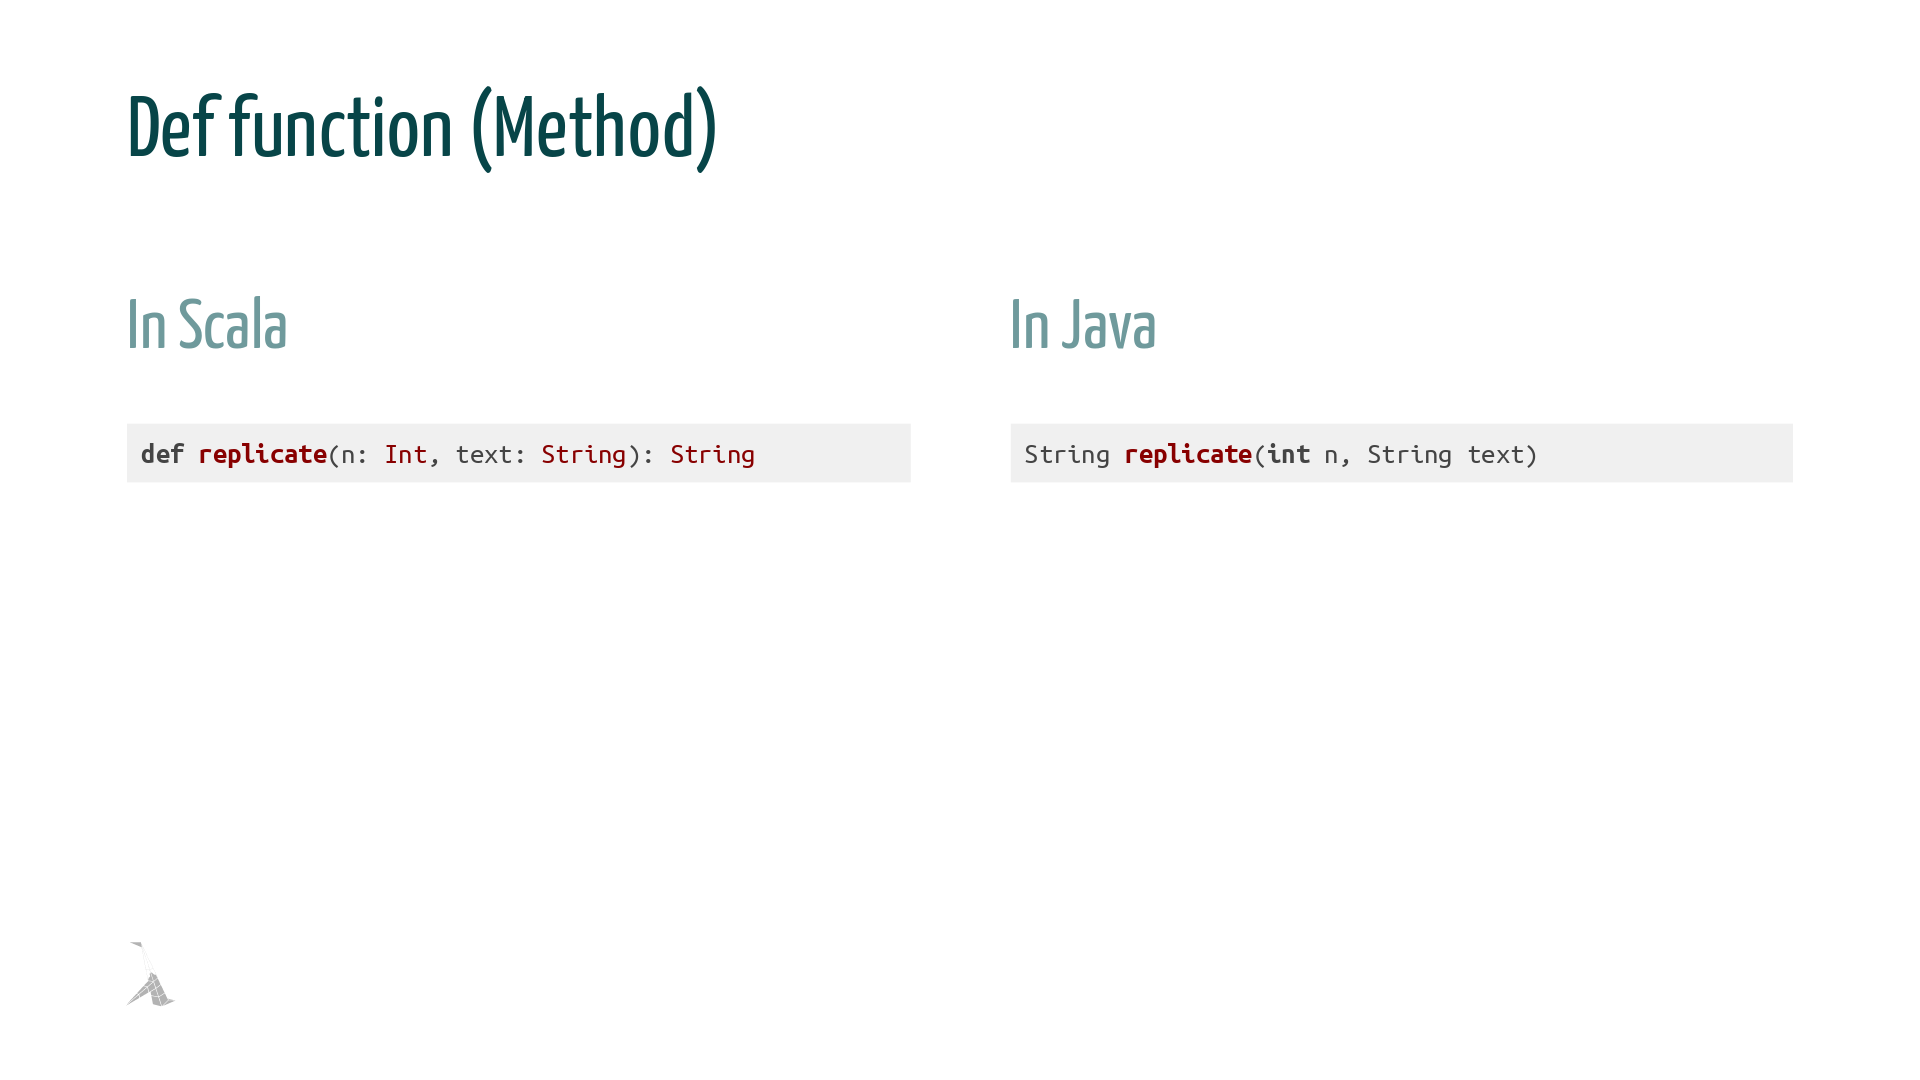 Def function (Method)
In Scala
def replicate(n: Int, text: String): String
In Java
String replicate(int n, String text)